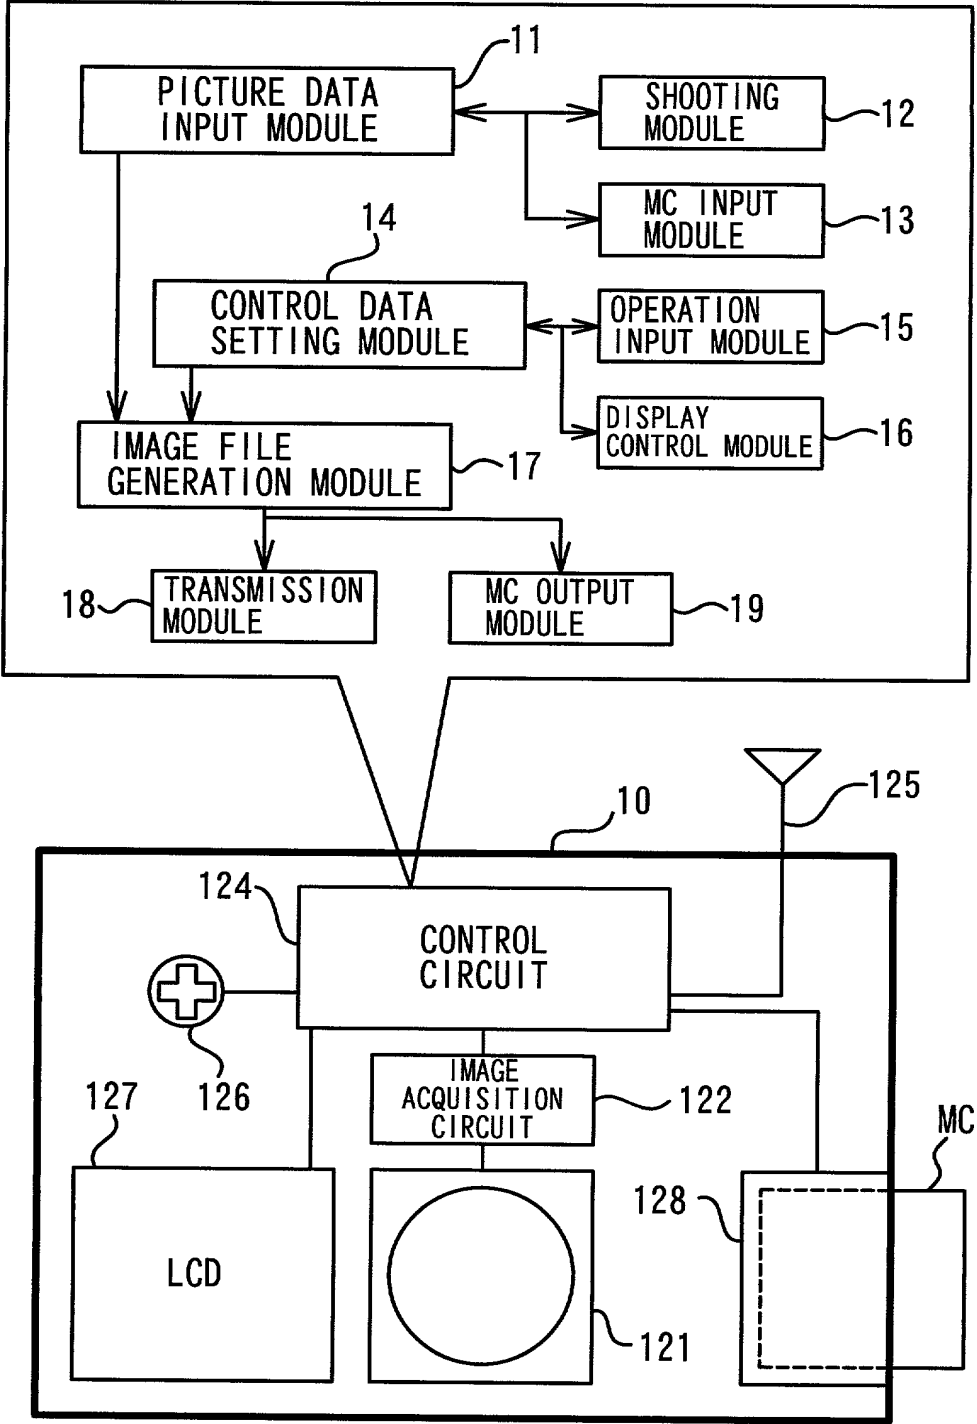 11
PICTURE DATA
INPUT MODULE
SHOOTING
MODULE
12
MC INPUT
MODULE
13
14
CONTROL DATA
SETTING MODULE
OPERATION
INPUT MODULE
15
DISPLAY
CONTROL MODULE
16
IMAGE FILE
GENERATION MODULE
17
18
TRANSMISSION
MODULE
MC OUTPUT
MODULE
19
125
10
124
CONTROL
CIRCUIT
126
127
IMAGE
ACQUISITION
CIRCUIT
122
MC
128
LCD
121